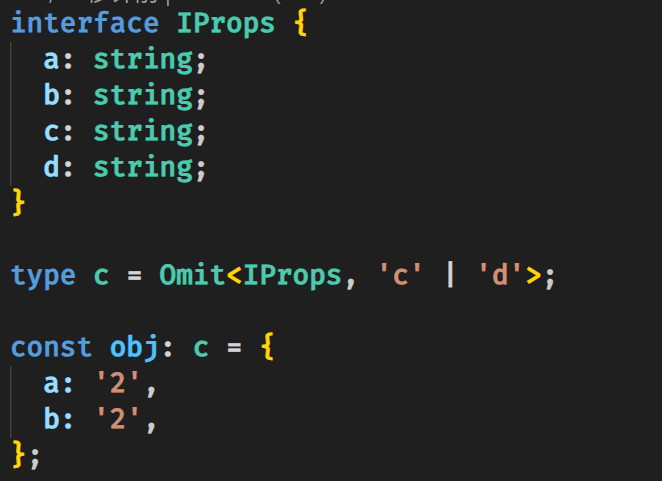 interface IProps {
  a: string;
  b: string;
  c: string;
  d: string;
}
type c = Omit<IProps, 'c' | 'd'>;
const obj: c = {
  a: '2',
  b: '2',
};